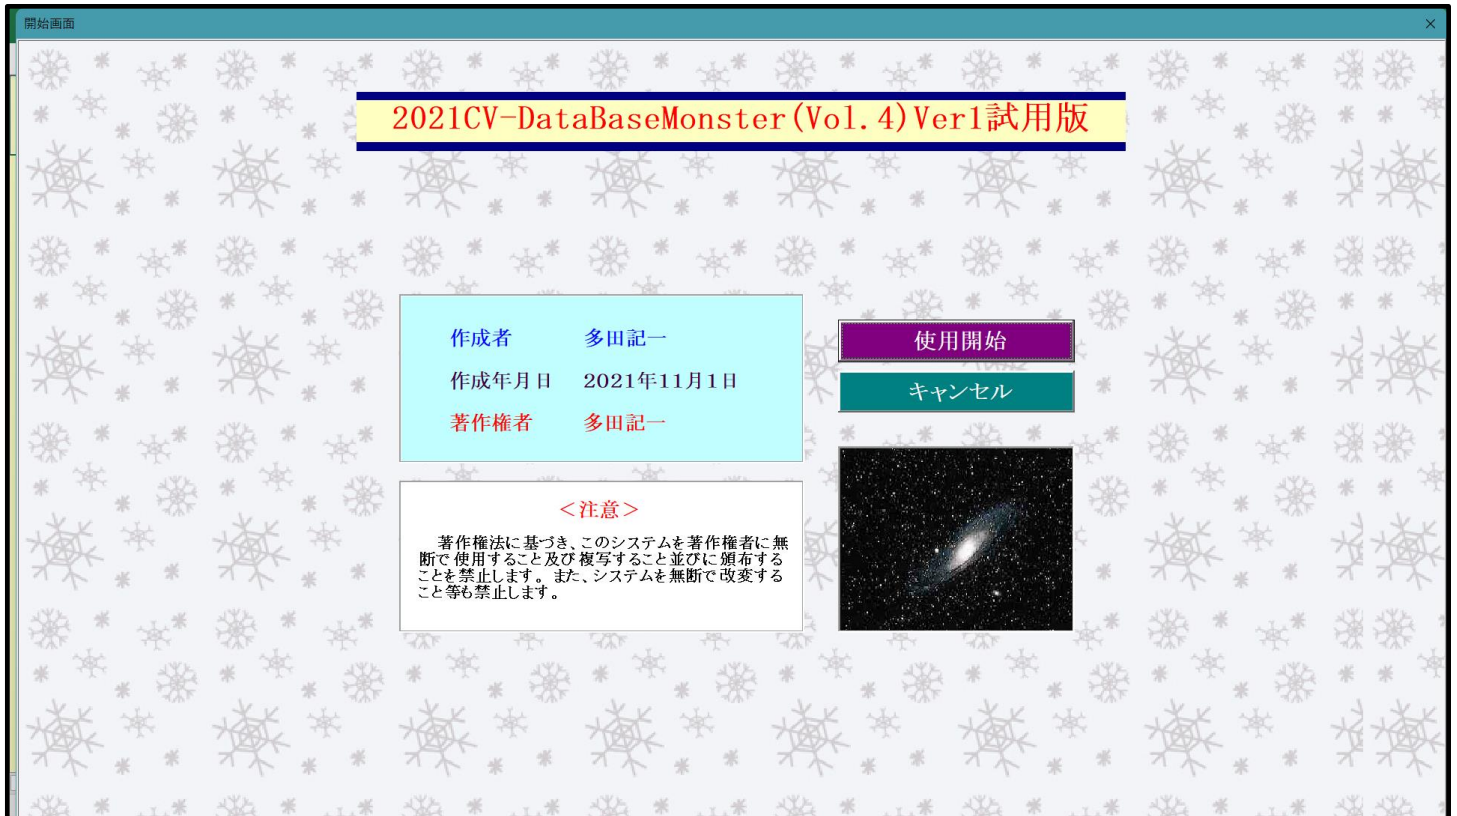 開始画面
2021CV-DataBaseMonster(Vol.4)Ver1試用版
作成者 多田記一
作成年月日 2021年11月1日
著作権者 多田記一
使用開始
キャンセル
＜注意＞
著作権法に基づき、このシステムを著作権者に無
断で使用すること及び複写すること並びに頒布する
ことを禁止します。また、システムを無断で改変する
こと等も禁止します。